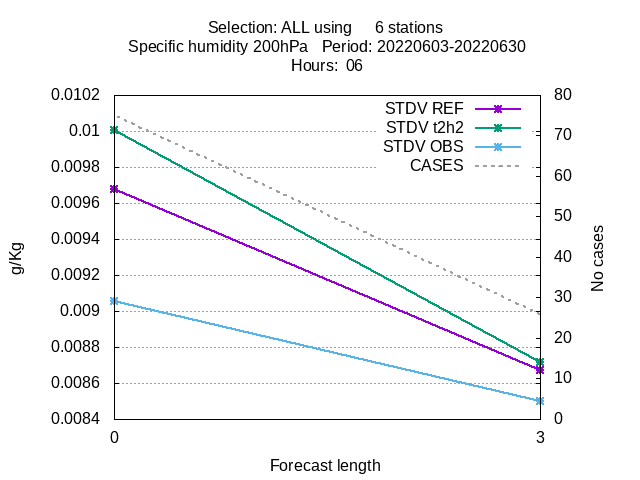 Selection: ALL using 6 stations
Specific humidity 200hPa Period: 20220603-20220630
Hours: 06
STDV REF
STDV t2h2
STDV OBS
CASES
0.0102
0.01
0.0098
0.0096
0.0094
0.0092
0.009
0.0088
0.0086
0.0084
g/Kg
80
70
60
50
40
30
20
10
0
No cases
0 3
Forecast length